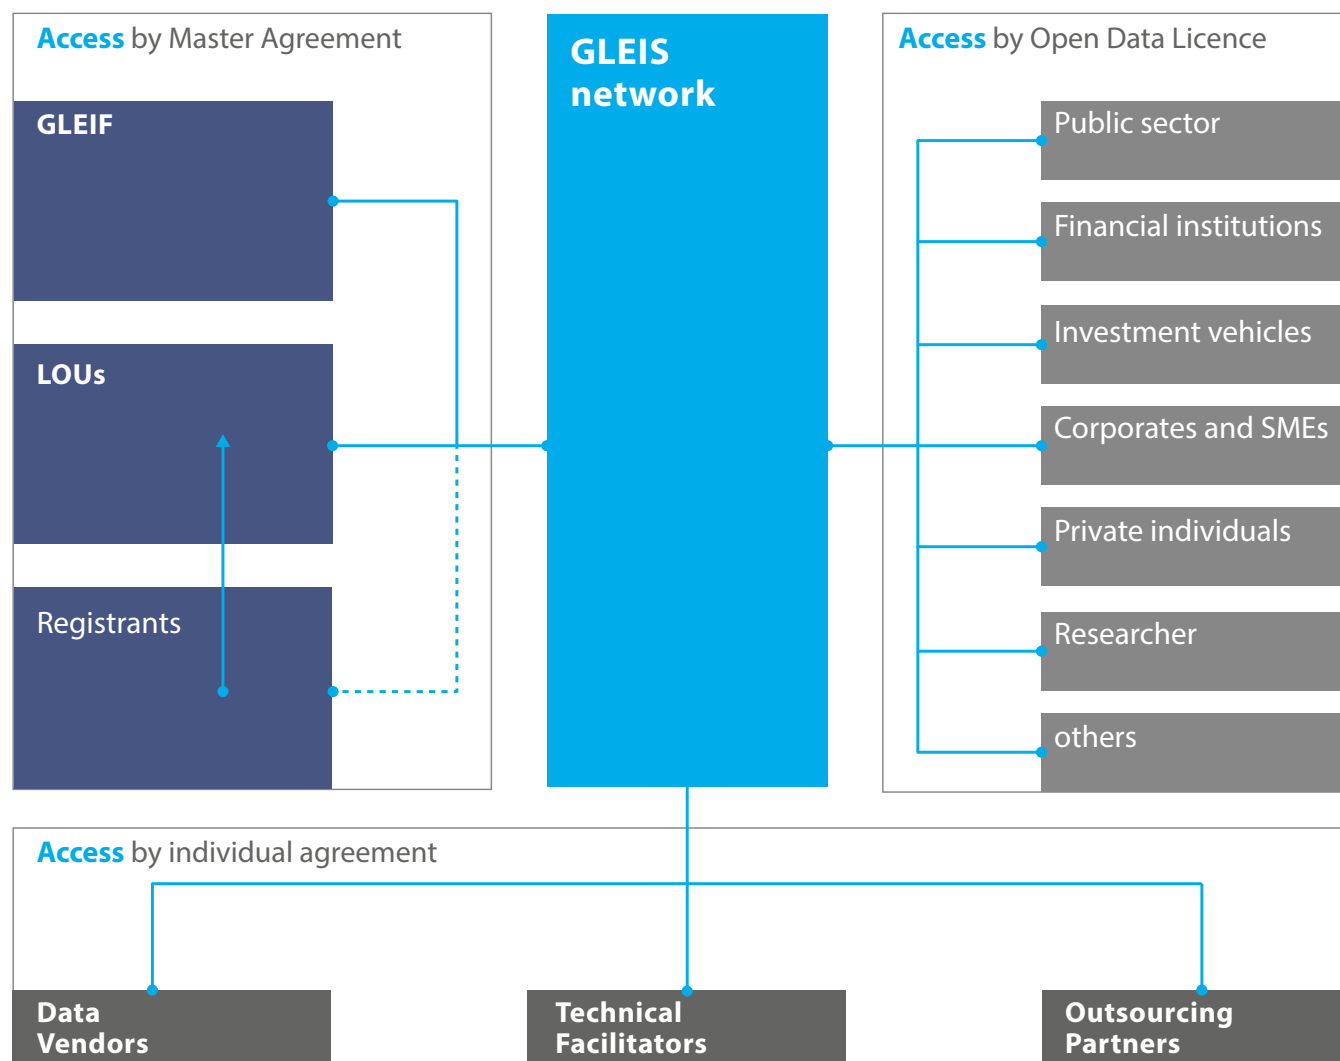 Access by Master Agreement
GLEIF
LOUs
Registrants
GLEIS
network
Access by Open Data Licence
Public sector
Financial institutions
Investment vehicles
Corporates and SMEs
Private individuals
Researcher
others
Access by individual agreement
Data
Vendors
Technical
Facilitators
Outsourcing
Partners